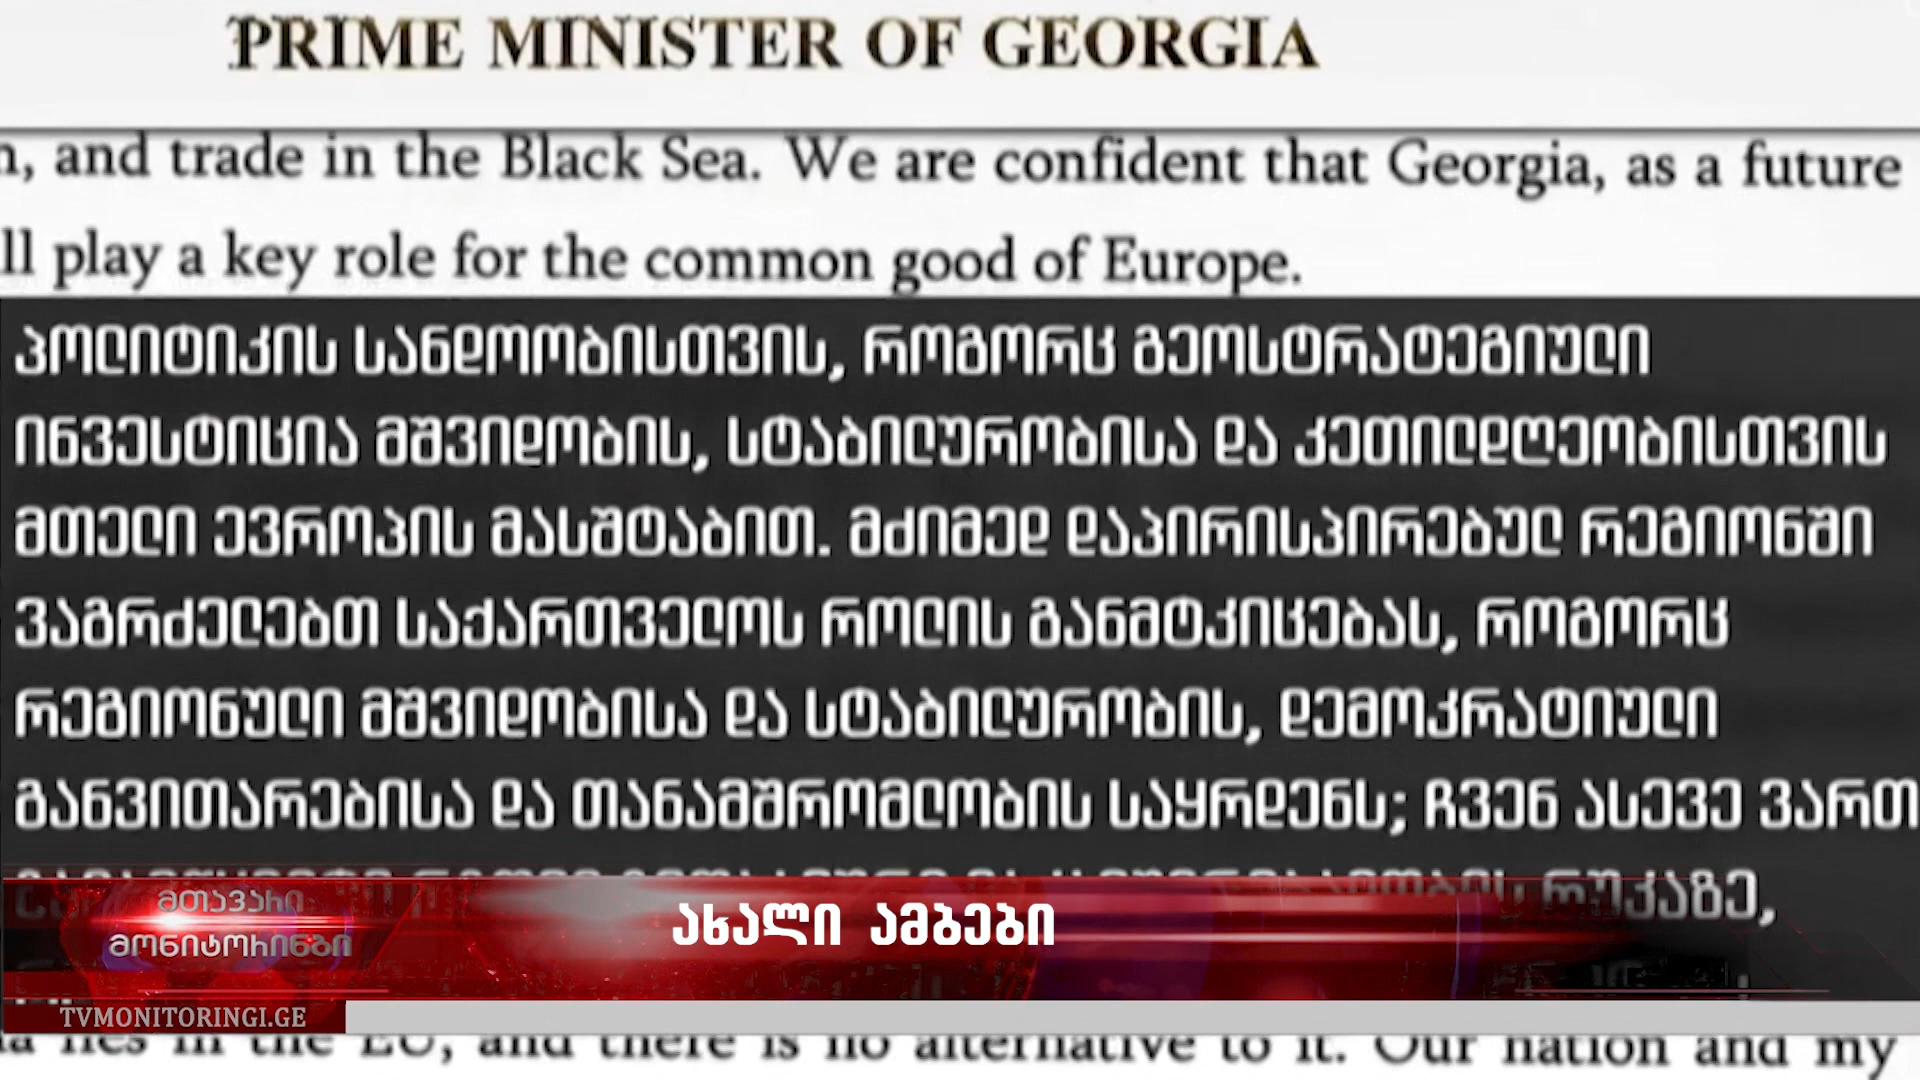 PRIME MINISTER OF GEORGIA
and trade in the Black Sea. We are confident that Georgia, as a future
play a key role for the common good of Europe.
პოლიტიკის სანდოობისთვის, როგორც გეოსტრატეგიული
ინვესტიცია მშვიდობის, სტაბილურობისა და კეთილდღეობისთვის
მთელი ევროპის მასშტაბით. მძიმედ დაპირისპირებულ რეგიონში
ვაგრძელებთ საქართველოს როლის განმტკიცებას, როგორც
რეგიონული მშვიდობისა და სტაბილურობის, დემოკრატიული
განვითარებისა და თანამშრომლობის საყრდენს; ჩვენ ასევე ვართ
რუკაზე,
მთავარი
მონიტორინგი
ახალი ამბები
TVMONITORINGI.GE
lies in the EU, and there is no alternative to it. Our nation and my